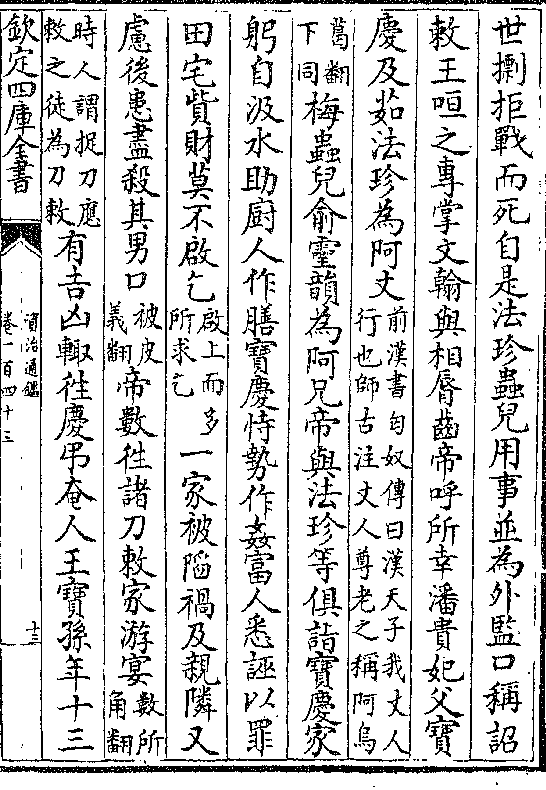 世𢷤拒戰而死自是法珍蟲兒用事並為外監口稱詔
敕王咺之專掌文翰與相脣齒帝呼所幸潘貴妃父寶
慶及茹法珍為阿丈前漢書匈奴傳曰漢天子我丈人行也師古注丈人尊老之稱阿烏
葛翻下同梅蟲兒俞靈韻為阿兄帝與法珍等俱詣寶慶家
躬自汲水助廚人作膳寶慶恃勢作姦富人悉誣以罪
田宅貲財莫不啟乞啟上而多所求乞一家被陷禍及親隣又
慮後患盡殺其男口被皮義翻帝數徃諸刀敕家游宴數所角翻
時人謂捉刀應敕之徒為刀敕有吉凶輒徃慶弔奄人王寶孫年十三
欽定四庫全書
資治通鑑
卷一百四十三
十三